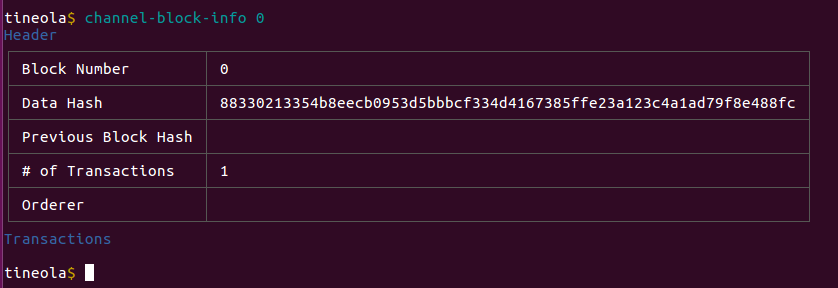 tineola$ channel-block-info 0
Header
Block Number 0
Data Hash 88330213354b8eecb0953d5bbbcf334d4167385ffe23a123c4a1ad79f8e488fc
Previous Block Hash
# of Transactions 1
Orderer
Transactions
tineola$